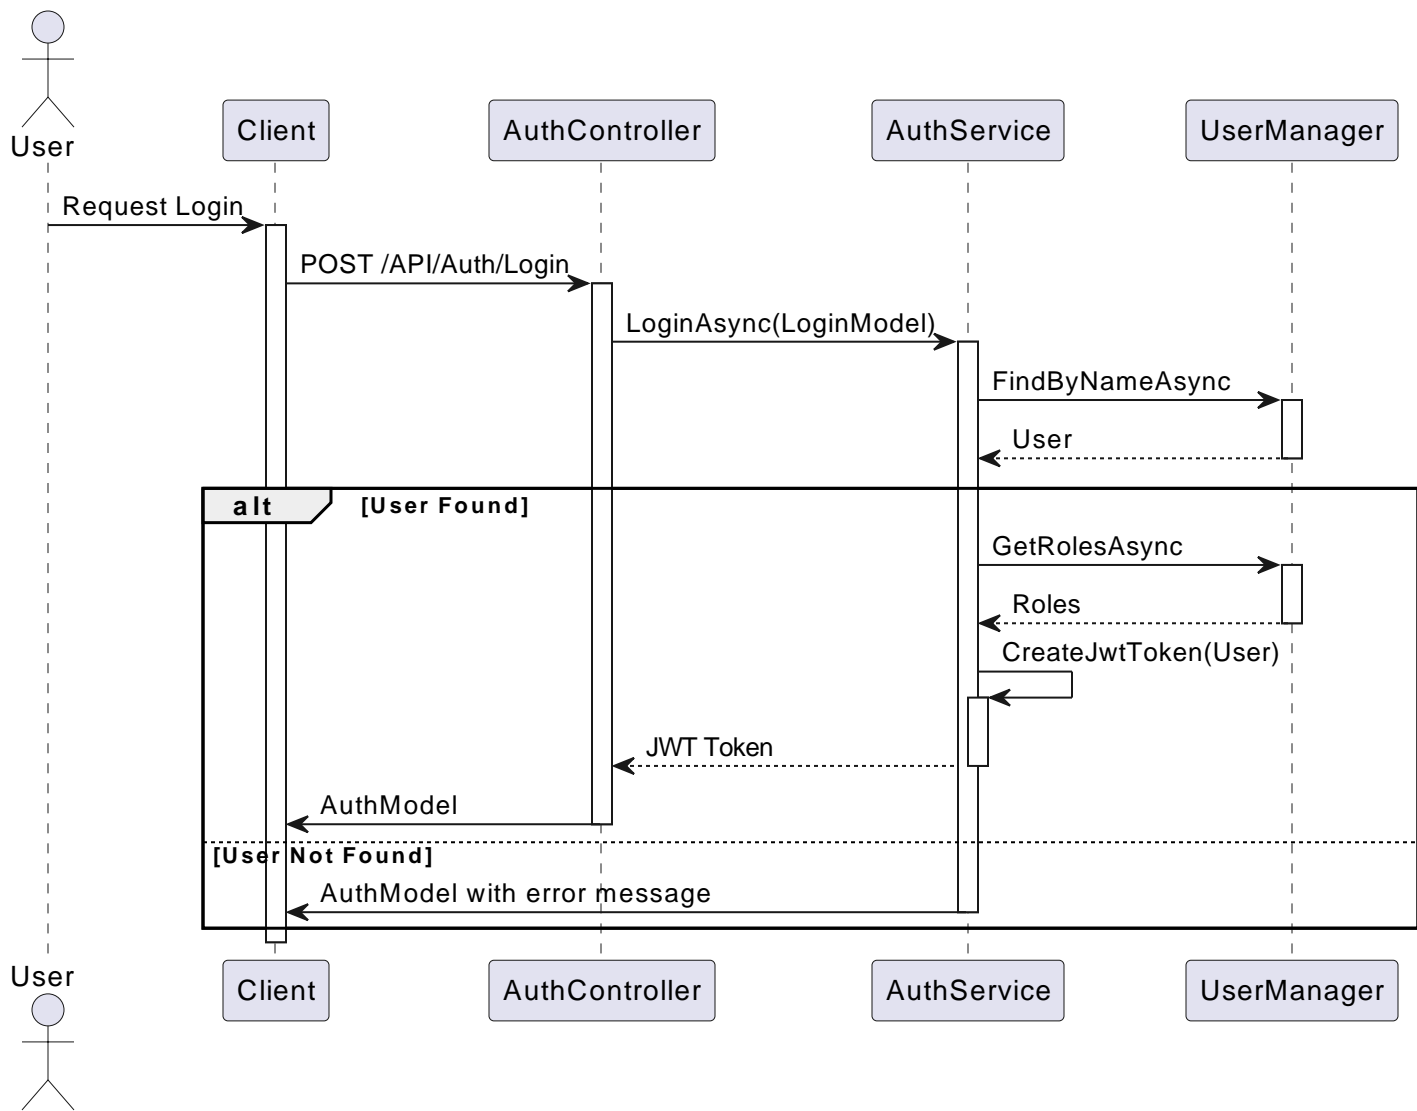 User
Client
AuthController
AuthService
UserManager
Request Login
POST /API/Auth/Login
LoginAsync(LoginModel)
FindByNameAsync
User
alt
[User Found]
GetRolesAsync
Roles
CreateJwtToken(User)
JWT Token
AuthModel
[User Not Found]
AuthModel with error message
User
Client
AuthController
AuthService
UserManager